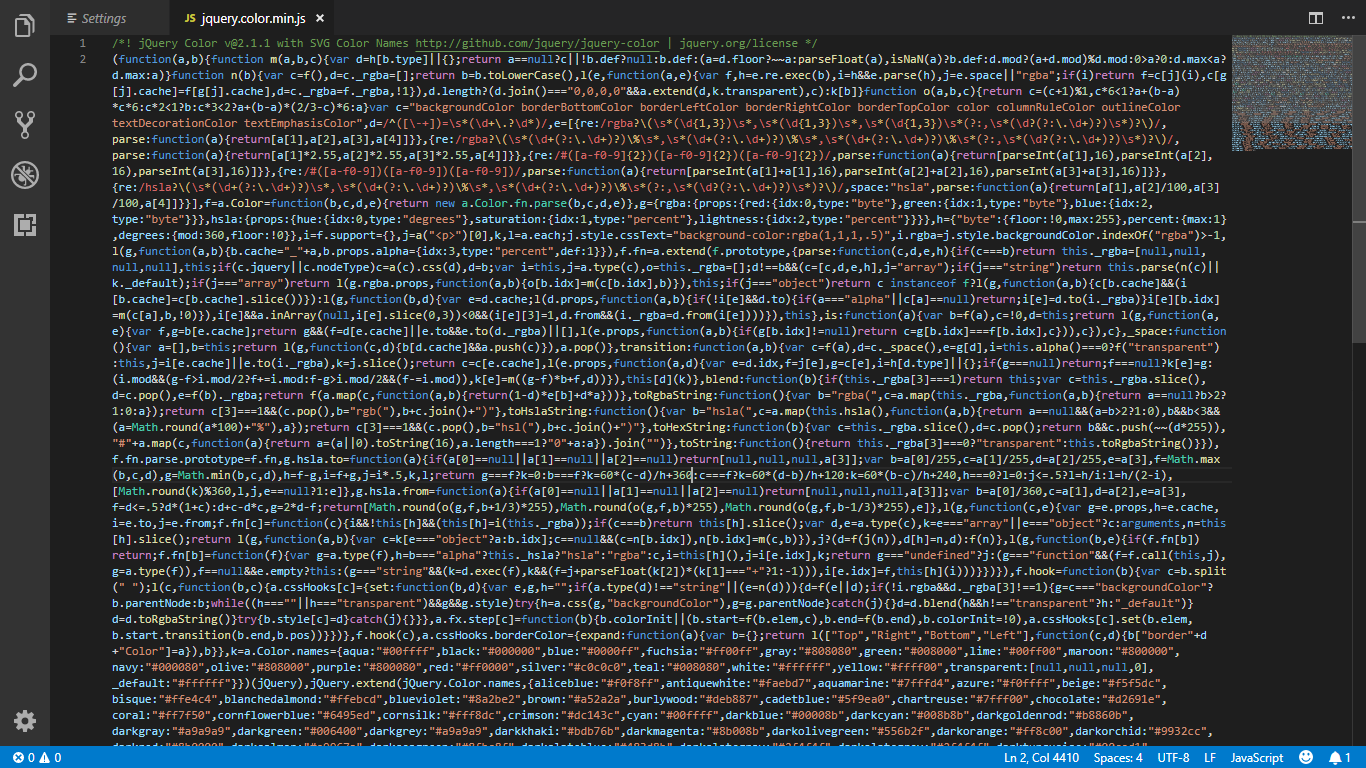 Settings
JS jquery.color.min.js ×
1 /*! jQuery Color v@2.1.1 with SVG Color Names http://github.com/jquery/jquery-color | jquery.org/license */
2 (function(a,b){function m(a,b,c){var d=h[b.type]||{};return a==null?c||!b.def?null:b.def:(a=d.floor?~~a:parseFloat(a),isNaN(a)?b.def:d.mod?(a+d.mod)%d.mod:0>a?0:d.max<a?
d.max:a)}function n(b){var c=f(),d=c._rgba=[];return b=b.toLowerCase(),l(e,function(a,e){var f,h=e.re.exec(b),i=h&&e.parse(h),j=e.space||"rgba";if(i)return f=c[j](i),c[g
[j].cache]=f[g[j].cache],d=c._rgba=f._rgba,!1}),d.length?(d.join()==="0,0,0,0"&&a.extend(d,k.transparent),c):k[b]}function o(a,b,c){return c=(c+1)%1,c*6<1?a+(b-a)
*c*6:c*2<1?b:c*3<2?a+(b-a)*(2/3-c)*6:a}var c="backgroundColor borderBottomColor borderLeftColor borderRightColor borderTopColor color columnRuleColor outlineColor
textDecorationColor textEmphasisColor",d=/^([\-+])=\s*(\d+\.?\d*)/,e=[{re:/rgba?\(\s*(\d{1,3})\s*,\s*(\d{1,3})\s*,\s*(\d{1,3})\s*(?:,\s*(\d?(?:\.\d+)?)\s*)?\)/,
parse:function(a){return[a[1],a[2],a[3],a[4]]}},{re:/rgba?\(\s*(\d+(?:\.\d+)?)\%\s*,\s*(\d+(?:\.\d+)?)\%\s*,\s*(\d+(?:\.\d+)?)\%\s*(?:,\s*(\d?(?:\.\d+)?)\s*)?\)/,
parse:function(a){return[a[1]*2.55,a[2]*2.55,a[3]*2.55,a[4]]}},{re:/#([a-f0-9]{2})([a-f0-9]{2})([a-f0-9]{2})/,parse:function(a){return[parseInt(a[1],16),parseInt(a[2],
16),parseInt(a[3],16)]}},{re:/#([a-f0-9])([a-f0-9])([a-f0-9])/,parse:function(a){return[parseInt(a[1]+a[1],16),parseInt(a[2]+a[2],16),parseInt(a[3]+a[3],16)]}},
{re:/hsla?\(\s*(\d+(?:\.\d+)?)\s*,\s*(\d+(?:\.\d+)?)\%\s*,\s*(\d+(?:\.\d+)?)\%\s*(?:,\s*(\d?(?:\.\d+)?)\s*)?\)/,space:"hsla",parse:function(a){return[a[1],a[2]/100,a[3]
/100,a[4]]}}],f=a.Color=function(b,c,d,e){return new a.Color.fn.parse(b,c,d,e)},g={rgba:{props:{red:{idx:0,type:"byte"},green:{idx:1,type:"byte"},blue:{idx:2,
type:"byte"}}},hsla:{props:{hue:{idx:0,type:"degrees"},saturation:{idx:1,type:"percent"},lightness:{idx:2,type:"percent"}}}},h={"byte":{floor:!0,max:255},percent:{max:1}
,degrees:{mod:360,floor:!0}},i=f.support={},j=a("<p>")[0],k,l=a.each;j.style.cssText="background-color:rgba(1,1,1,.5)",i.rgba=j.style.backgroundColor.indexOf("rgba")>-1,
l(g,function(a,b){b.cache="_"+a,b.props.alpha={idx:3,type:"percent",def:1}}),f.fn=a.extend(f.prototype,{parse:function(c,d,e,h){if(c===b)return this._rgba=[null,null,
null,null],this;if(c.jquery||c.nodeType)c=a(c).css(d),d=b;var i=this,j=a.type(c),o=this._rgba=[];d!==b&&(c=[c,d,e,h],j="array");if(j==="string")return this.parse(n(c)||
k._default);if(j==="array")return l(g.rgba.props,function(a,b){o[b.idx]=m(c[b.idx],b)}),this;if(j==="object")return c instanceof f?l(g,function(a,b){c[b.cache]&&(i
[b.cache]=c[b.cache].slice())}):l(g,function(b,d){var e=d.cache;l(d.props,function(a,b){if(!i[e]&&d.to){if(a==="alpha"||c[a]==null)return;i[e]=d.to(i._rgba)}i[e][b.idx]
=m(c[a],b,!0)}),i[e]&&a.inArray(null,i[e].slice(0,3))<0&&(i[e][3]=1,d.from&&(i._rgba=d.from(i[e])))}),this},is:function(a){var b=f(a),c=!0,d=this;return l(g,function(a,
e){var f,g=b[e.cache];return g&&(f=d[e.cache]||e.to&&e.to(d._rgba)||[],l(e.props,function(a,b){if(g[b.idx]!=null)return c=g[b.idx]===f[b.idx],c})),c}),c},_space:function
(){var a=[],b=this;return l(g,function(c,d){b[d.cache]&&a.push(c)}),a.pop()},transition:function(a,b){var c=f(a),d=c._space(),e=g[d],i=this.alpha()===0?f("transparent")
:this,j=i[e.cache]||e.to(i._rgba),k=j.slice();return c=c[e.cache],l(e.props,function(a,d){var e=d.idx,f=j[e],g=c[e],i=h[d.type]||{};if(g===null)return;f===null?k[e]=g:
(i.mod&&(g-f>i.mod/2?f+=i.mod:f-g>i.mod/2&&(f-=i.mod)),k[e]=m((g-f)*b+f,d))}),this[d](k)},blend:function(b){if(this._rgba[3]===1)return this;var c=this._rgba.slice(),
d=c.pop(),e=f(b)._rgba;return f(a.map(c,function(a,b){return(1-d)*e[b]+d*a}))},toRgbaString:function(){var b="rgba(",c=a.map(this._rgba,function(a,b){return a==null?b>2?
1:0:a});return c[3]===1&&(c.pop(),b="rgb("),b+c.join()+")"},toHslaString:function(){var b="hsla(",c=a.map(this.hsla(),function(a,b){return a==null&&(a=b>2?1:0),b&&b<3&&
(a=Math.round(a*100)+"%"),a});return c[3]===1&&(c.pop(),b="hsl("),b+c.join()+")"},toHexString:function(b){var c=this._rgba.slice(),d=c.pop();return b&&c.push(~~(d*255)),
"#"+a.map(c,function(a){return a=(a||0).toString(16),a.length===1?"0"+a:a}).join("")},toString:function(){return this._rgba[3]===0?"transparent":this.toRgbaString()}}),
f.fn.parse.prototype=f.fn,g.hsla.to=function(a){if(a[0]==null||a[1]==null||a[2]==null)return[null,null,null,a[3]];var b=a[0]/255,c=a[1]/255,d=a[2]/255,e=a[3],f=Math.max
(b,c,d),g=Math.min(b,c,d),h=f-g,i=f+g,j=i*.5,k,l;return g===f?k=0:b===f?k=60*(c-d)/h+360:c===f?k=60*(d-b)/h+120:k=60*(b-c)/h+240,h===0?l=0:j<=.5?l=h/i:l=h/(2-i),
[Math.round(k)%360,l,j,e==null?1:e]},g.hsla.from=function(a){if(a[0]==null||a[1]==null||a[2]==null)return[null,null,null,a[3]];var b=a[0]/360,c=a[1],d=a[2],e=a[3],
f=d<=.5?d*(1+c):d+c-d*c,g=2*d-f;return[Math.round(o(g,f,b+1/3)*255),Math.round(o(g,f,b)*255),Math.round(o(g,f,b-1/3)*255),e]},l(g,function(c,e){var g=e.props,h=e.cache,
i=e.to,j=e.from;f.fn[c]=function(c){i&&!this[h]&&(this[h]=i(this._rgba));if(c===b)return this[h].slice();var d,e=a.type(c),k=e==="array"||e==="object"?c:arguments,n=this
[h].slice();return l(g,function(a,b){var c=k[e==="object"?a:b.idx];c==null&&(c=n[b.idx]),n[b.idx]=m(c,b)}),j?(d=f(j(n)),d[h]=n,d):f(n)},l(g,function(b,e){if(f.fn[b])
return;f.fn[b]=function(f){var g=a.type(f),h=b==="alpha"?this._hsla?"hsla":"rgba":c,i=this[h](),j=i[e.idx],k;return g==="undefined"?j:(g==="function"&&(f=f.call(this,j),
g=a.type(f)),f==null&&e.empty?this:(g==="string"&&(k=d.exec(f),k&&(f=j+parseFloat(k[2])*(k[1]==="+"?1:-1))),i[e.idx]=f,this[h](i)))}})}),f.hook=function(b){var c=b.split
(" ");l(c,function(b,c){a.cssHooks[c]={set:function(b,d){var e,g,h="";if(a.type(d)!=="string"||(e=n(d))){d=f(e||d);if(!i.rgba&&d._rgba[3]!==1){g=c==="backgroundColor"?
b.parentNode:b;while((h===""||h==="transparent")&&g&&g.style)try{h=a.css(g,"backgroundColor"),g=g.parentNode}catch(j){}d=d.blend(h&&h!=="transparent"?h:"_default")}
d=d.toRgbaString()}try{b.style[c]=d}catch(j){}}},a.fx.step[c]=function(b){b.colorInit||(b.start=f(b.elem,c),b.end=f(b.end),b.colorInit=!0),a.cssHooks[c].set(b.elem,
b.start.transition(b.end,b.pos))}})},f.hook(c),a.cssHooks.borderColor={expand:function(a){var b={};return l(["Top","Right","Bottom","Left"],function(c,d){b["border"+d
+"Color"]=a}),b}},k=a.Color.names={aqua:"#00ffff",black:"#000000",blue:"#0000ff",fuchsia:"#ff00ff",gray:"#808080",green:"#008000",lime:"#00ff00",maroon:"#800000",
navy:"#000080",olive:"#808000",purple:"#800080",red:"#ff0000",silver:"#c0c0c0",teal:"#008080",white:"#ffffff",yellow:"#ffff00",transparent:[null,null,null,0],
_default:"#ffffff"}})(jQuery),jQuery.extend(jQuery.Color.names,{aliceblue:"#f0f8ff",antiquewhite:"#faebd7",aquamarine:"#7fffd4",azure:"#f0ffff",beige:"#f5f5dc",
bisque:"#ffe4c4",blanchedalmond:"#ffebcd",blueviolet:"#8a2be2",brown:"#a52a2a",burlywood:"#deb887",cadetblue:"#5f9ea0",chartreuse:"#7fff00",chocolate:"#d2691e",
coral:"#ff7f50",cornflowerblue:"#6495ed",cornsilk:"#fff8dc",crimson:"#dc143c",cyan:"#00ffff",darkblue:"#00008b",darkcyan:"#008b8b",darkgoldenrod:"#b8860b",
darkgray:"#a9a9a9",darkgreen:"#006400",darkgrey:"#a9a9a9",darkkhaki:"#bdb76b",darkmagenta:"#8b008b",darkolivegreen:"#556b2f",darkorange:"#ff8c00",darkorchid:"#9932cc",
0 0 Ln 2, Col 4410 Spaces: 4 UTF-8 LF JavaScript 1